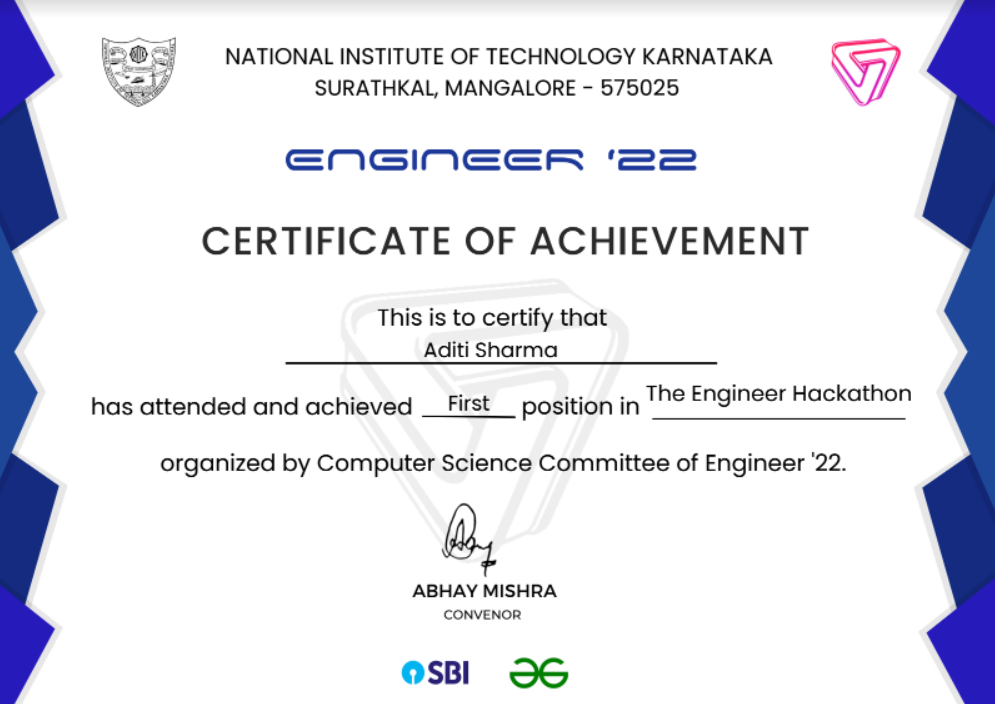 NATIONAL INSTITUTE OF TECHNOLOGY KARNATAKA
SURATHKAL, MANGALORE - 575025
ENGINEER '22
CERTIFICATE OF ACHIEVEMENT
This is to certify that
Aditi Sharma
has attended and achieved First position in The Engineer Hackathon
organized by Computer Science Committee of Engineer '22.
ABHAY MISHRA
CONVENOR
SBI